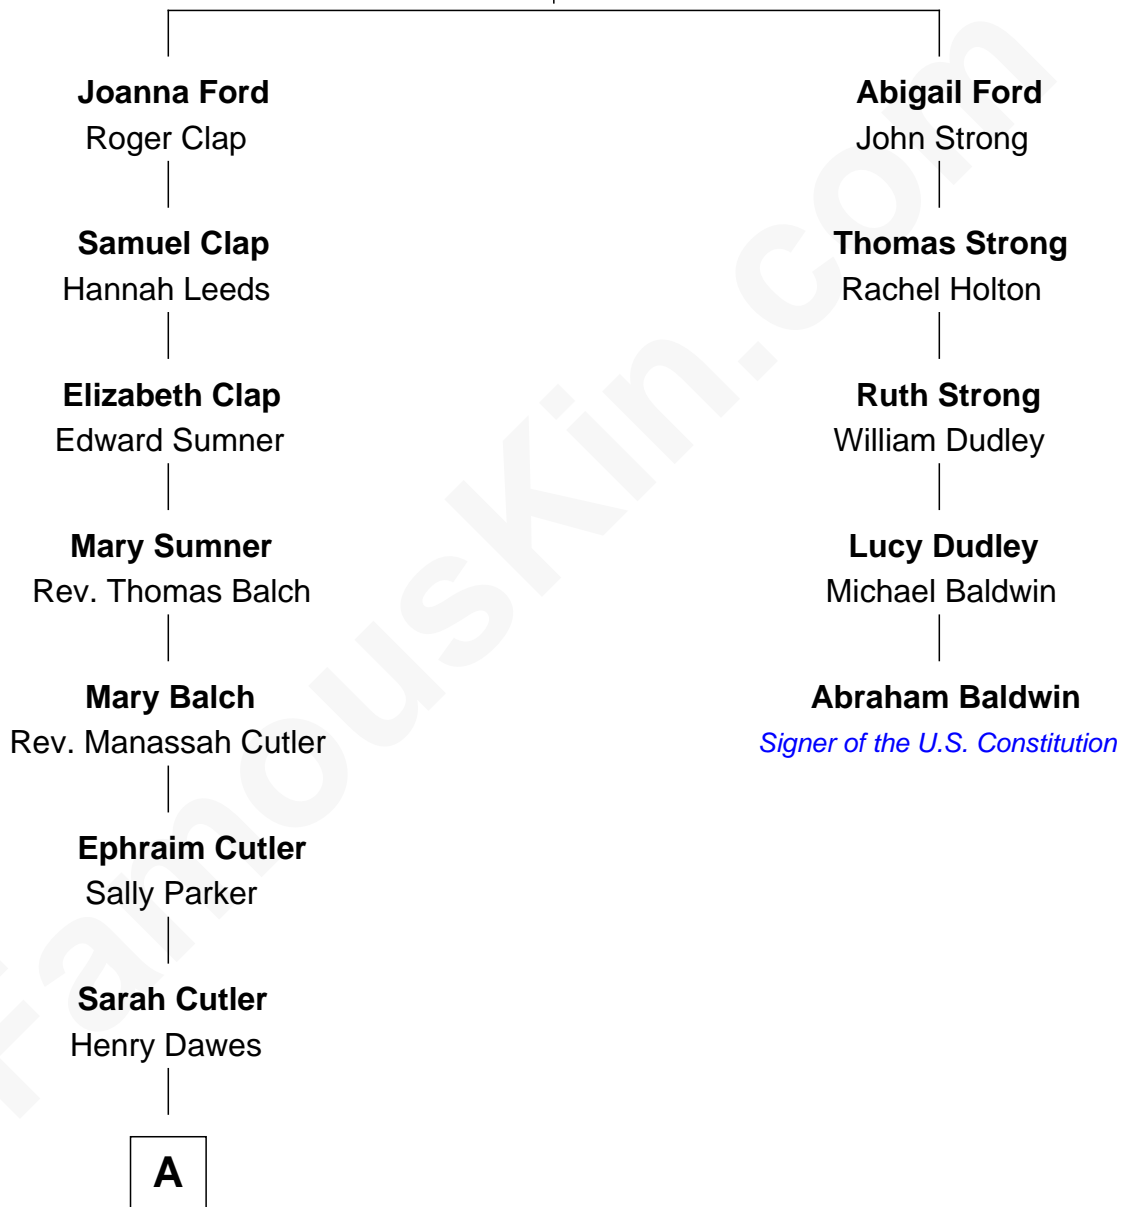 Joanna Ford
Roger Clap
Samuel Clap
Hannah Leeds
Elizabeth Clap
Edward Sumner
Mary Sumner
Rev. Thomas Balch
Mary Balch
Rev. Manassah Cutler
Ephraim Cutler
Sally Parker
Sarah Cutler
Henry Dawes
A
Abigail Ford
John Strong
Thomas Strong
Rachel Holton
Ruth Strong
William Dudley
Lucy Dudley
Michael Baldwin
Abraham Baldwin
Signer of the U.S. Constitution
FamousKin.com